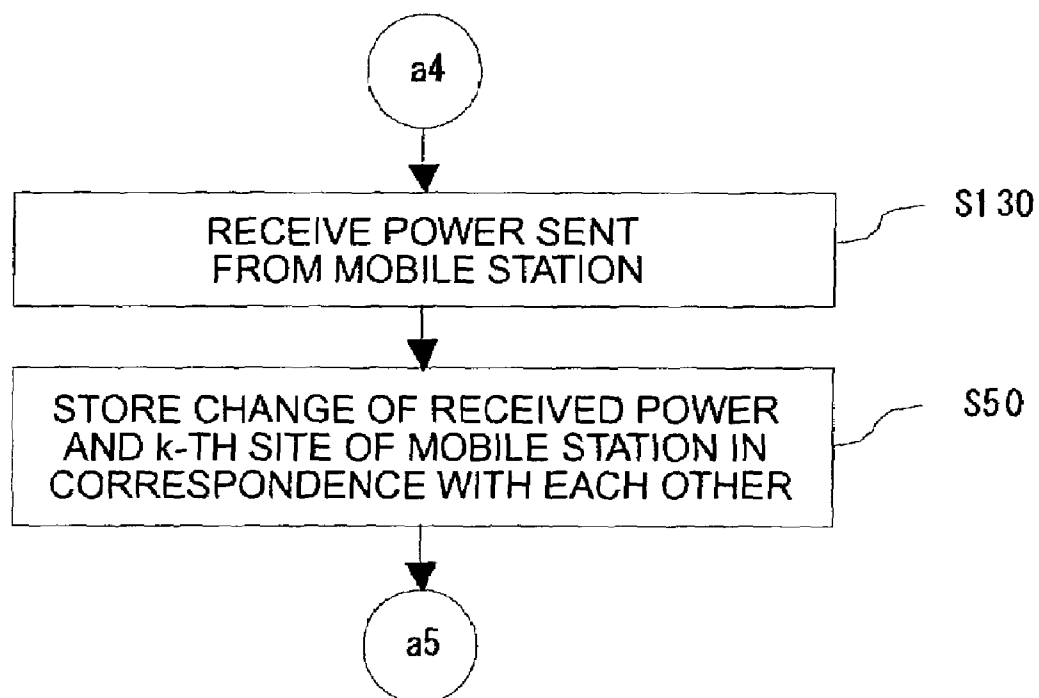 a4
RECEIVE POWER SENT
FROM MOBILE STATION
S130
STORE CHANGE OF RECEIVED POWER
AND k-TH SITE OF MOBILE STATION IN
CORRESPONDENCE WITH EACH OTHER
S50
a5